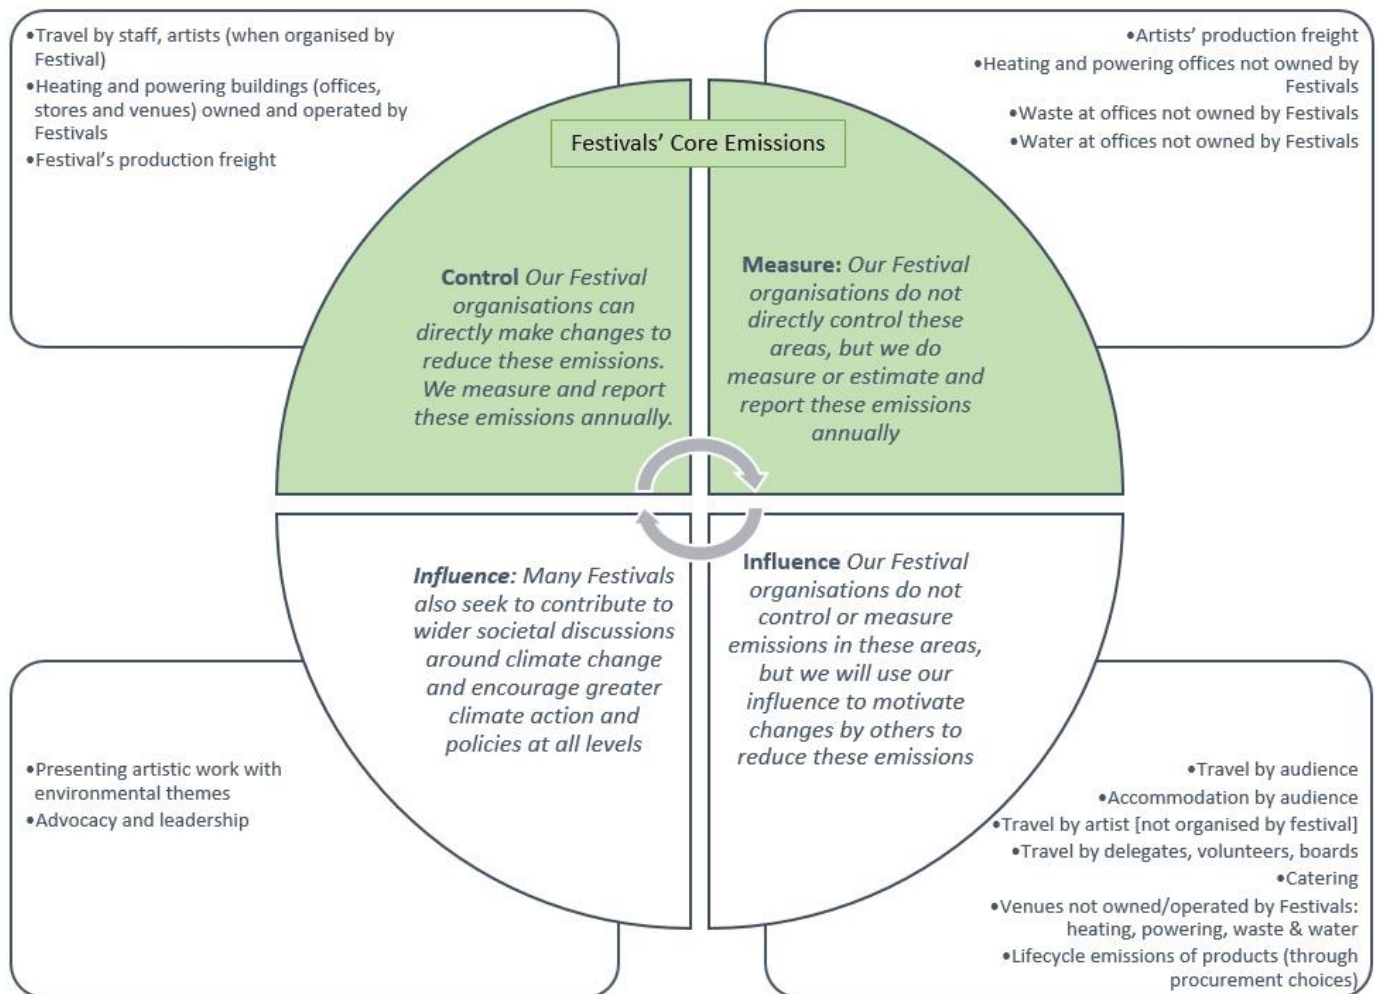 •Travel by staff, artists (when organised by
Festival)
•Heating and powering buildings (offices,
stores and venues) owned and operated by
Festivals
•Festival’s production freight
•Artists’ production freight
•Heating and powering offices not owned by
Festivals
•Waste at offices not owned by Festivals
•Water at offices not owned by Festivals
Festivals’ Core Emissions
Control Our Festival
organisations can
directly make changes to
reduce these emissions.
We measure and report
these emissions annually.
Measure: Our Festival
organisations do not
directly control these
areas, but we do
measure or estimate and
report these emissions
annually
Influence: Many Festivals
also seek to contribute to
wider societal discussions
around climate change
and encourage greater
climate action and
policies at all levels
Influence Our Festival
organisations do not
control or measure
emissions in these areas,
but we will use our
influence to motivate
changes by others to
reduce these emissions
•Presenting artistic work with
environmental themes
•Advocacy and leadership
•Travel by audience
•Accommodation by audience
•Travel by artist [not organised by festival]
•Travel by delegates, volunteers, boards
•Catering
•Venues not owned/operated by Festivals:
heating, powering, waste & water
•Lifecycle emissions of products (through
procurement choices)